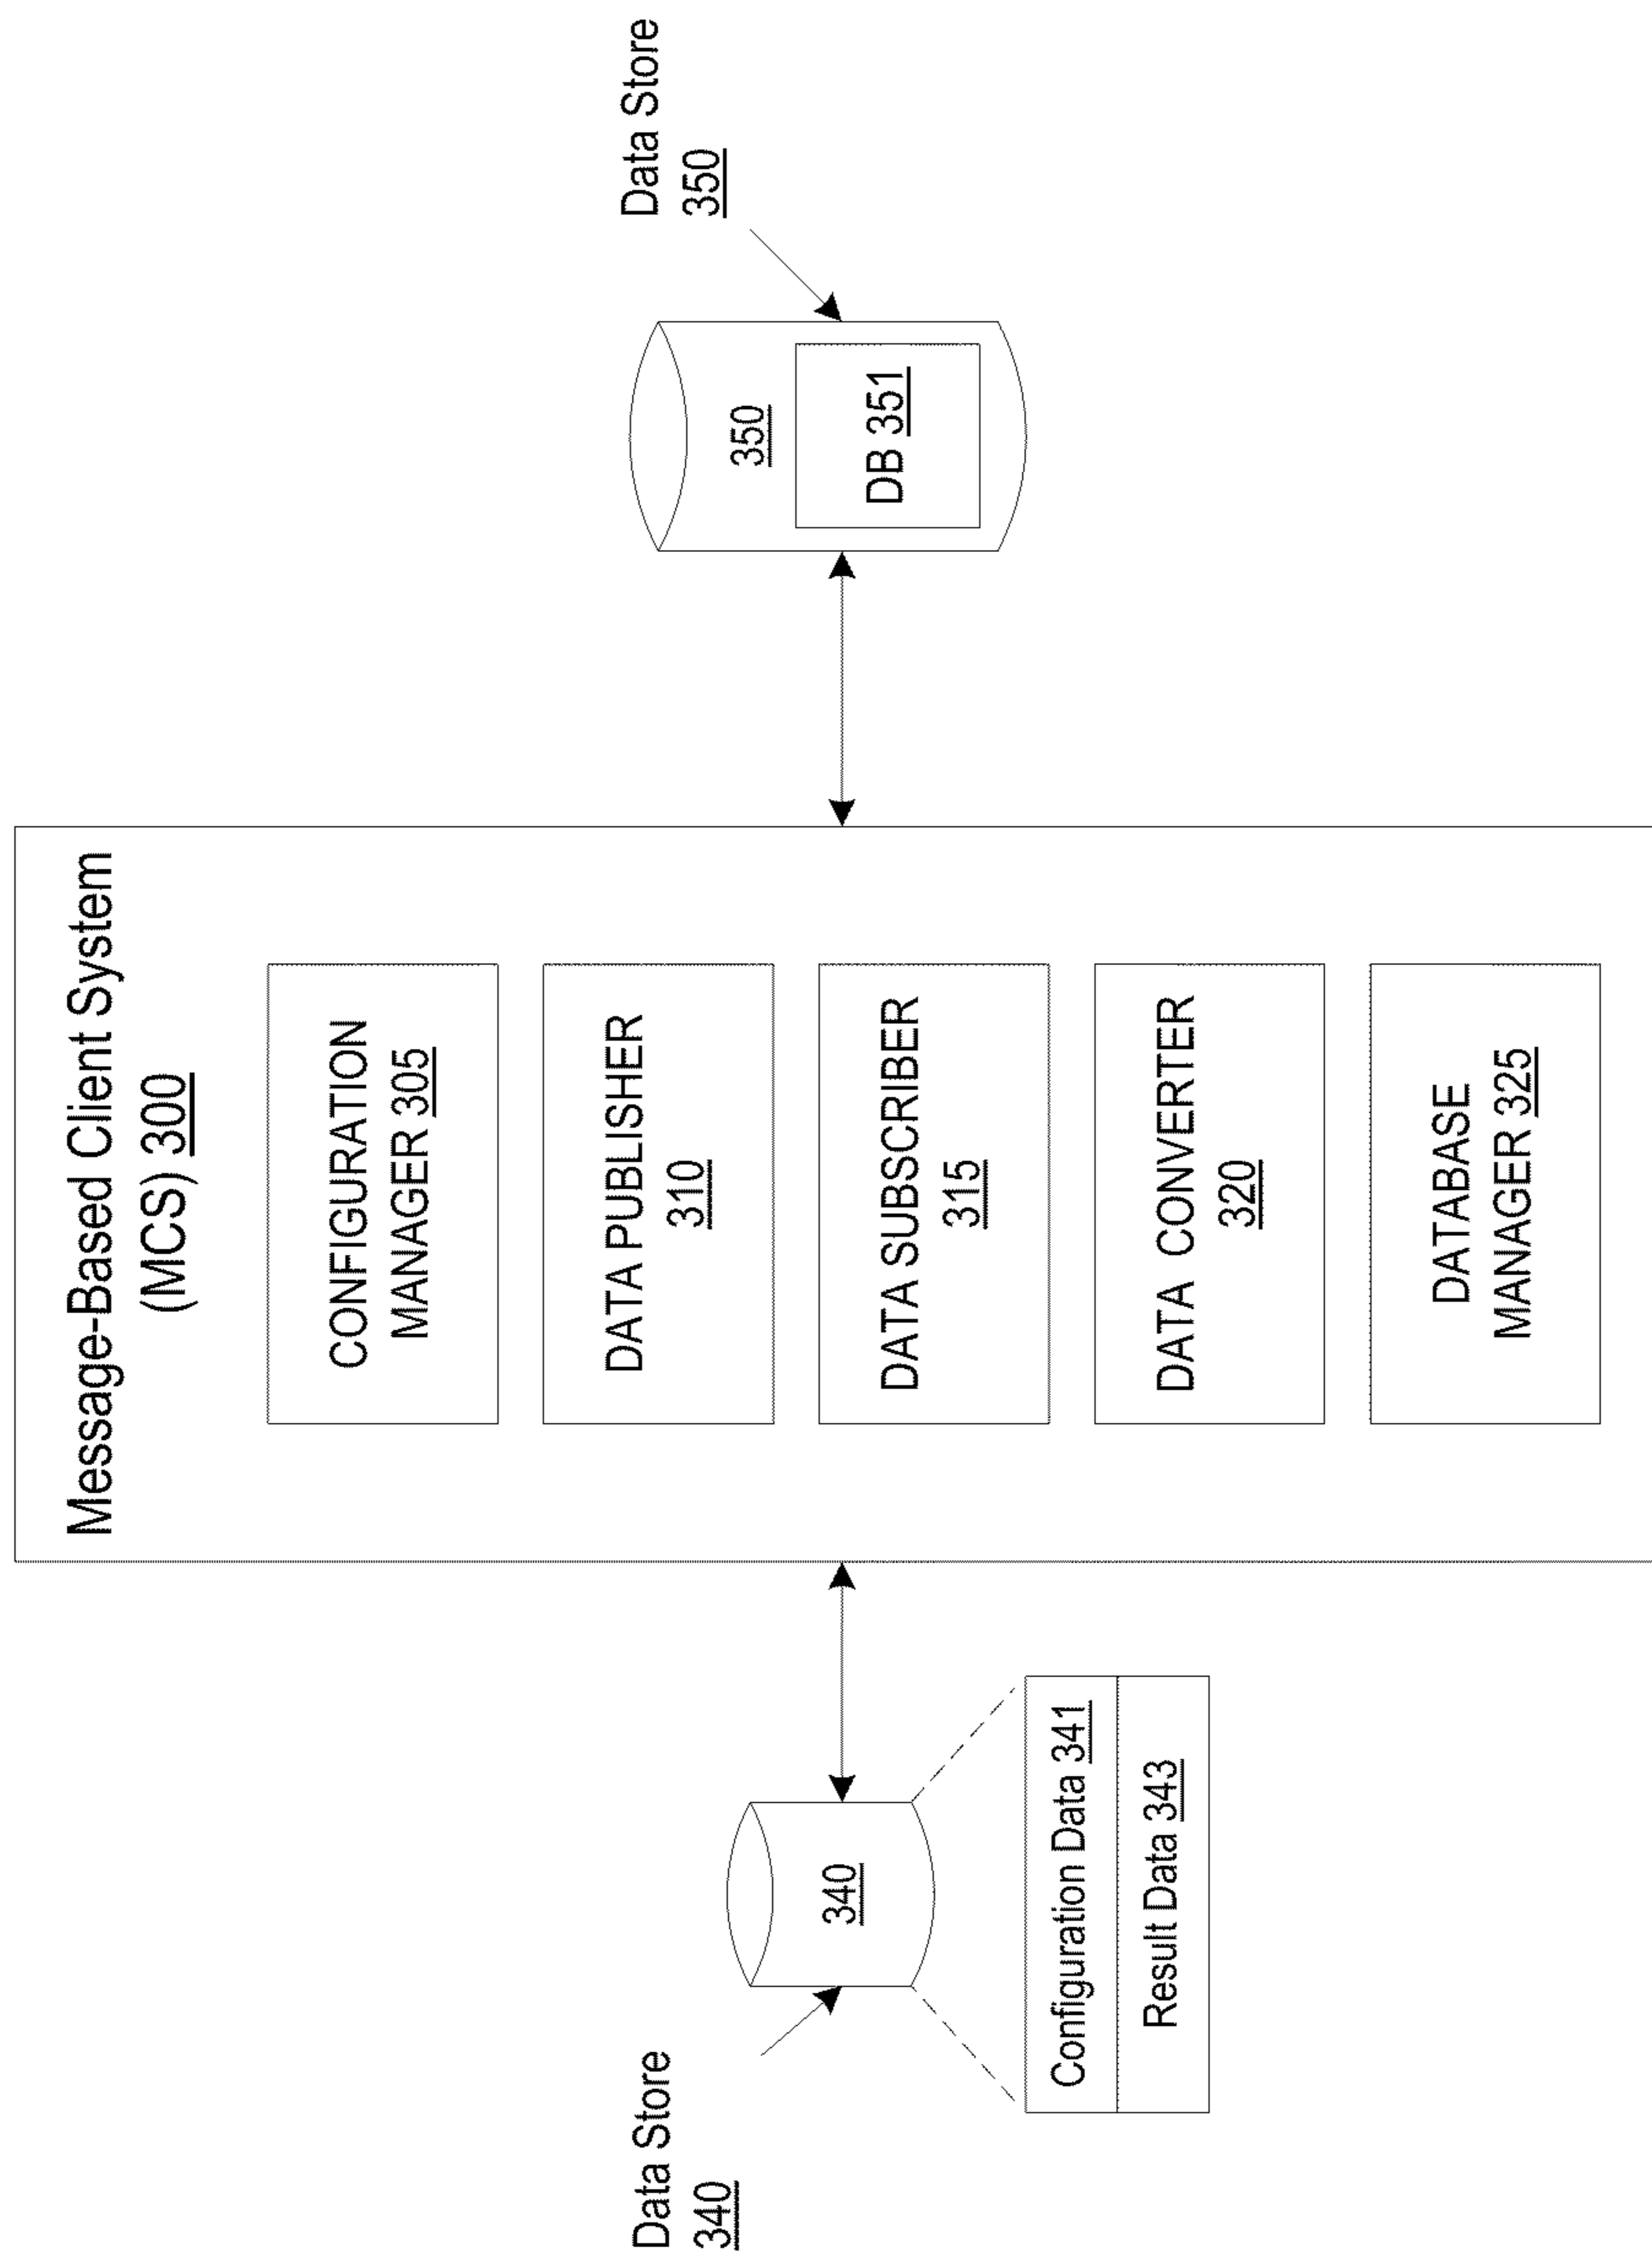 Message-Based Client System
(MCS) 300
CONFIGURATION
MANAGER 305
DATA PUBLISHER
310
DATA SUBSCRIBER
315
DATA CONVERTER
320
DATABASE
MANAGER 325
Data Store
340
340
Configuration Data 341
Result Data 343
Data Store
350
350
DB 351